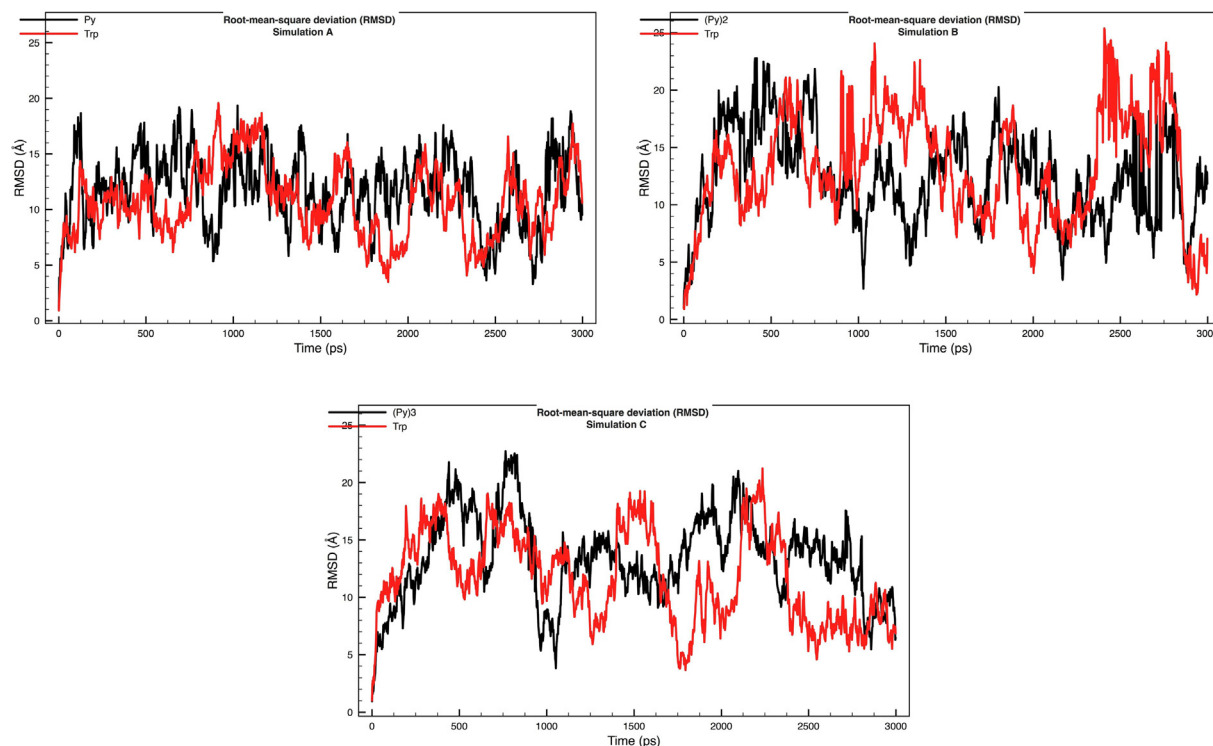 Py
Trp
Root-mean-square deviation (RMSD)
Simulation A
RMSD (Å)
25
20
15
10
5
0
0
500
1000
1500
2000
2500
3000
Time (ps)
(Py)2
Trp
Root-mean-square deviation (RMSD)
Simulation B
RMSD (Å)
25
20
15
10
5
0
0
500
1000
1500
2000
2500
3000
Time (ps)
(Py)3
Trp
Root-mean-square deviation (RMSD)
Simulation C
RMSD (Å)
25
20
15
10
5
0
0
500
1000
1500
2000
2500
3000
Time (ps)